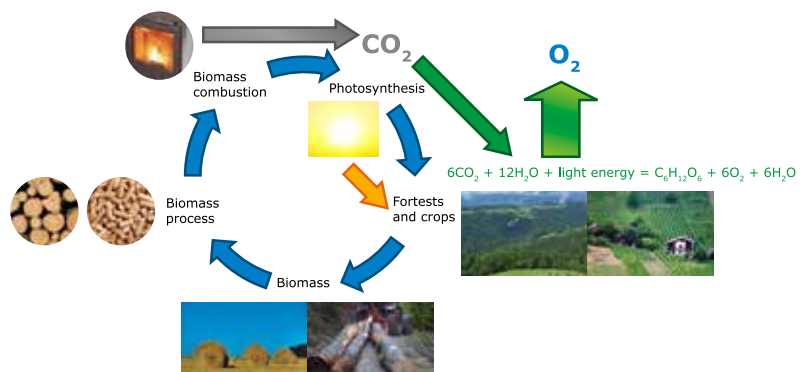 CO₂
O₂
Biomass
combustion
Photosynthesis
6CO₂ + 12H₂O + light energy = C₆H₁₂O₆ + 6O₂ + 6H₂O
Biomass
process
Fortests
and crops
Biomass